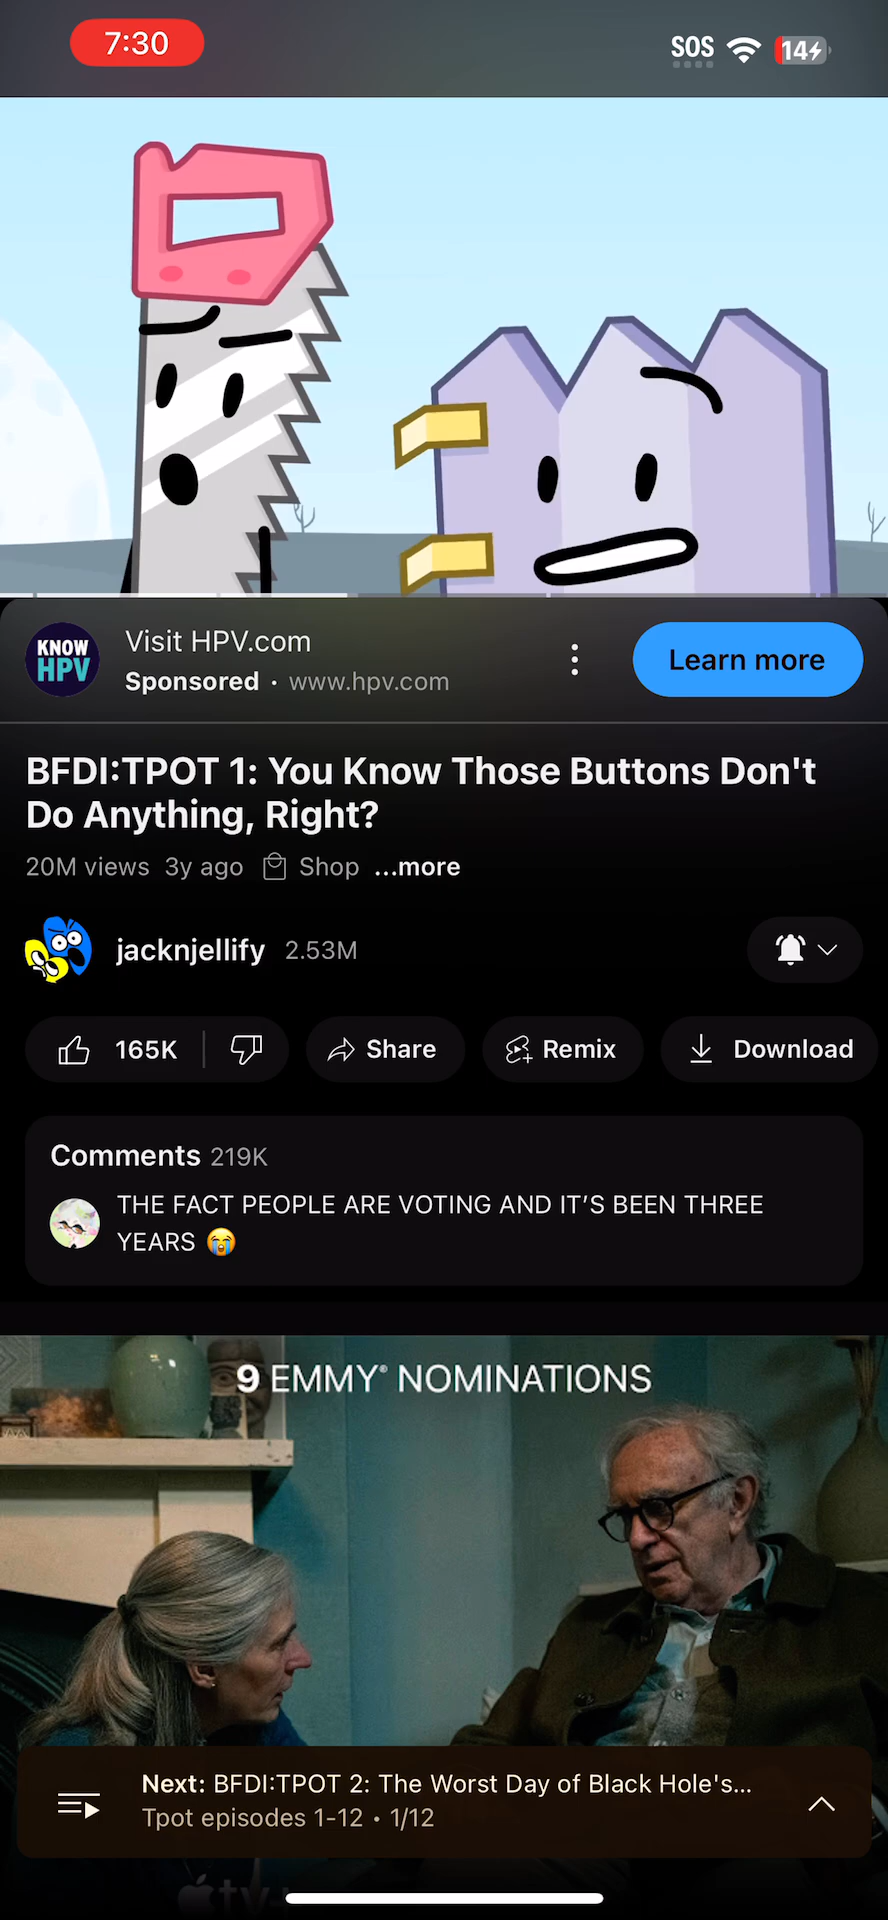 7:30
SOS
14
KNOW
HPV
Visit HPV.com
Sponsored · www.hpv.com
Learn more
BFDI:TPOT 1: You Know Those Buttons Don't
Do Anything, Right?
20M views 3y ago Shop ...more
jacknjellify 2.53M
165K
Share
Remix
Download
Comments 219K
THE FACT PEOPLE ARE VOTING AND IT'S BEEN THREE
YEARS 😭
9 EMMY® NOMINATIONS
Next: BFDI:TPOT 2: The Worst Day of Black Hole's...
Tpot episodes 1-12 • 1/12
tv+